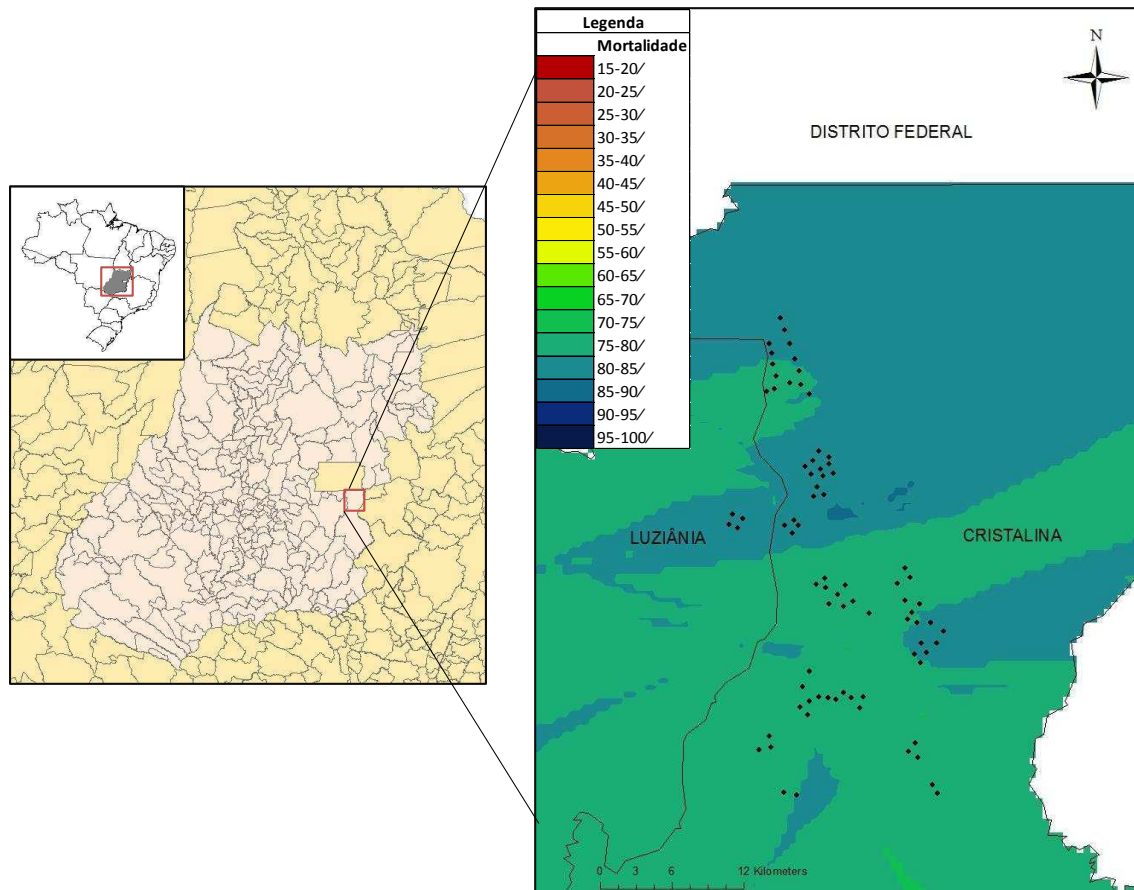 Legenda
Mortalidade
15-20/
20-25/
25-30/
30-35/
35-40/
40-45/
45-50/
50-55/
55-60/
60-65/
65-70/
70-75/
75-80/
80-85/
85-90/
90-95/
95-100/
N
DISTRITO FEDERAL
LUZIÂNIA
CRISTALINA
0 3 6 12 Kilometers